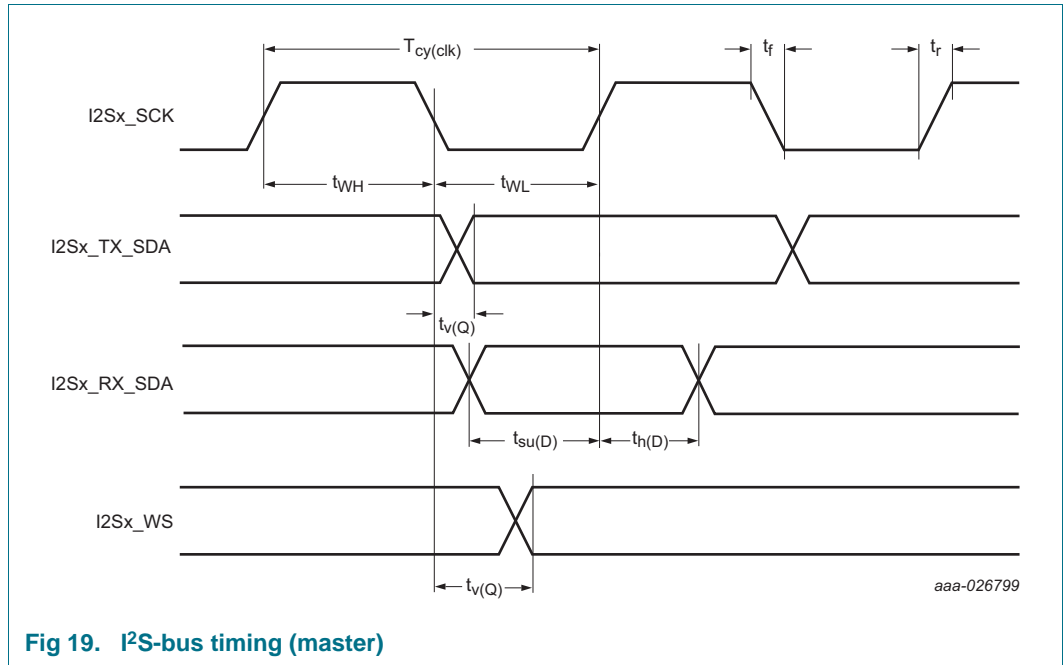 Tcy(clk)
tf
tr
I2Sx_SCK
tWH
tWL
I2Sx_TX_SDA
tv(Q)
I2Sx_RX_SDA
tsu(D)
th(D)
I2Sx_WS
tv(Q)
aaa-026799
Fig 19. I²S-bus timing (master)